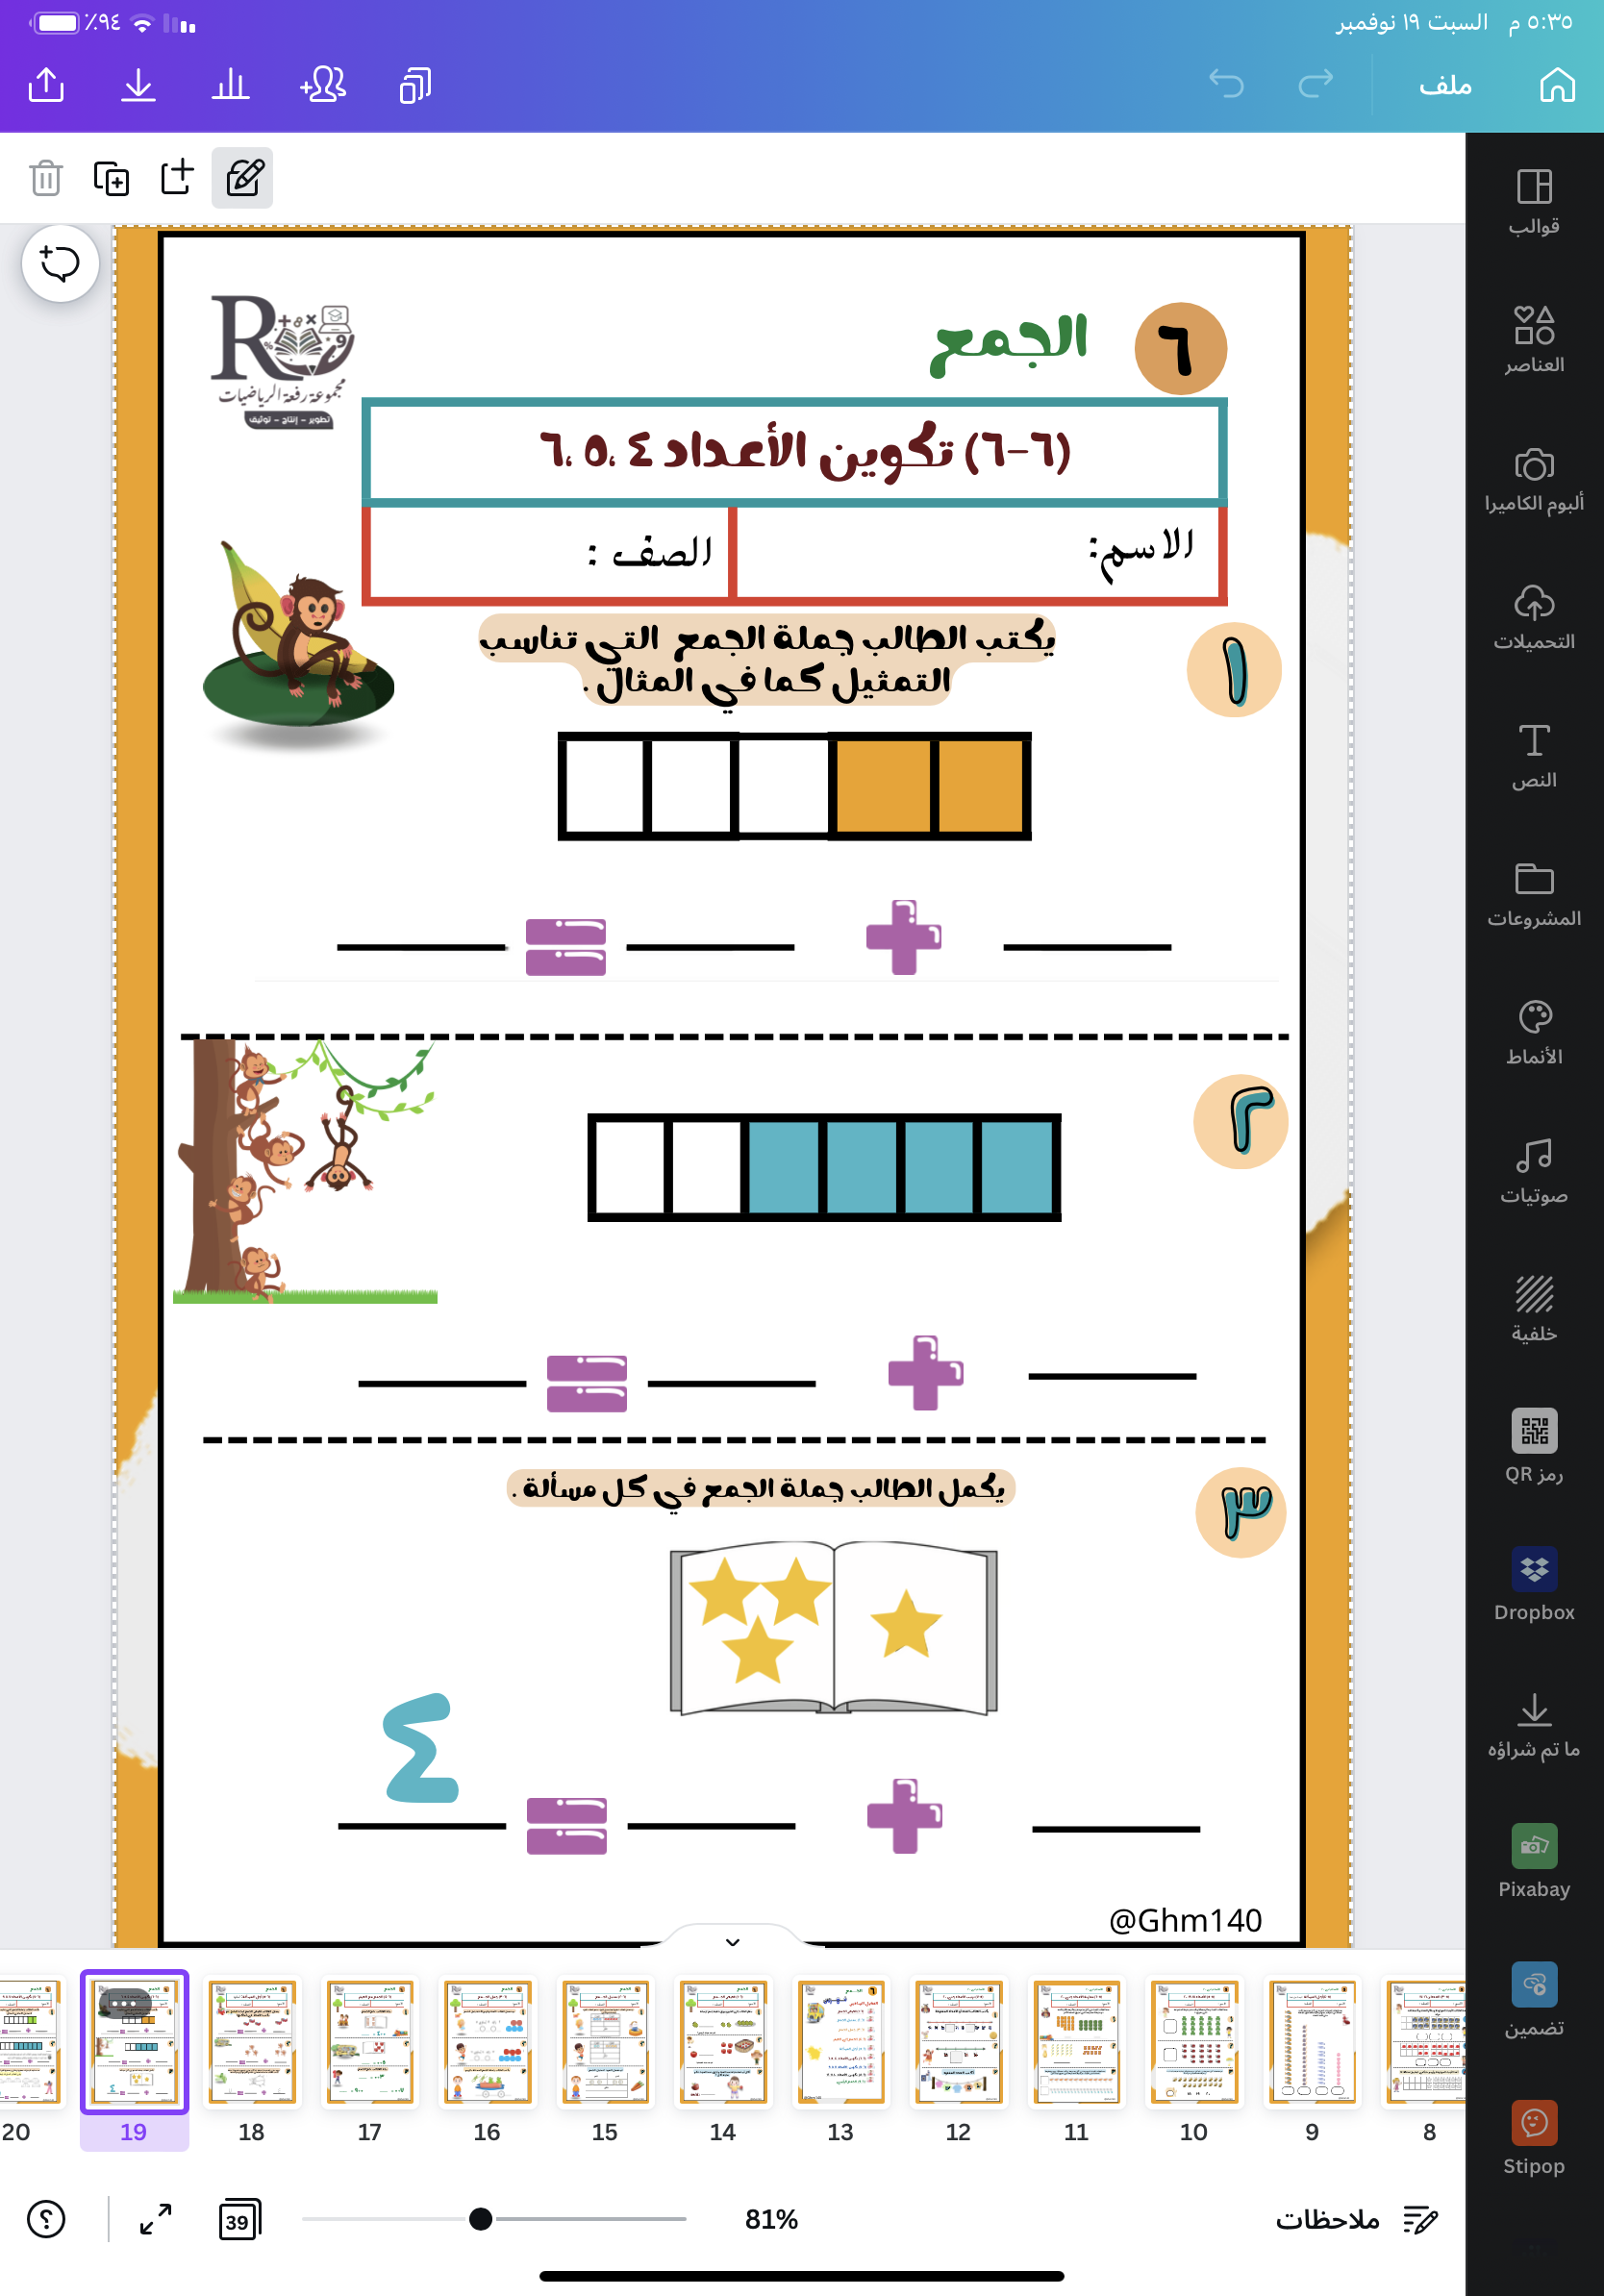 ٥:٣٥ م السبت ١٩ نوفمبر
٪٩٤
ملف
قوالب
العناصر
ألبوم الكاميرا
التحميلات
النص
المشروعات
الأنماط
صوتيات
خلفية
رمز QR
Dropbox
ما تم شراؤه
Pixabay
تضمين
Stipop
R
مجموعة رفعة الرياضيات
تطوير - إنتاج - توثيق
٦
الجمع
(٦-٦) تكوين الأعداد ٤ ،٥ ،٦
الاسم:
الصف :
١
يكتب الطالب جملة الجمع التي تناسب
التمثيل كما في المثال .
+ =
٢
+ =
٣
يكمل الطالب جملة الجمع في كل مسألة .
+ = ٤
@Ghm140
8
9
10
11
12
13
14
15
16
17
18
19
20
ملاحظات
81%
39